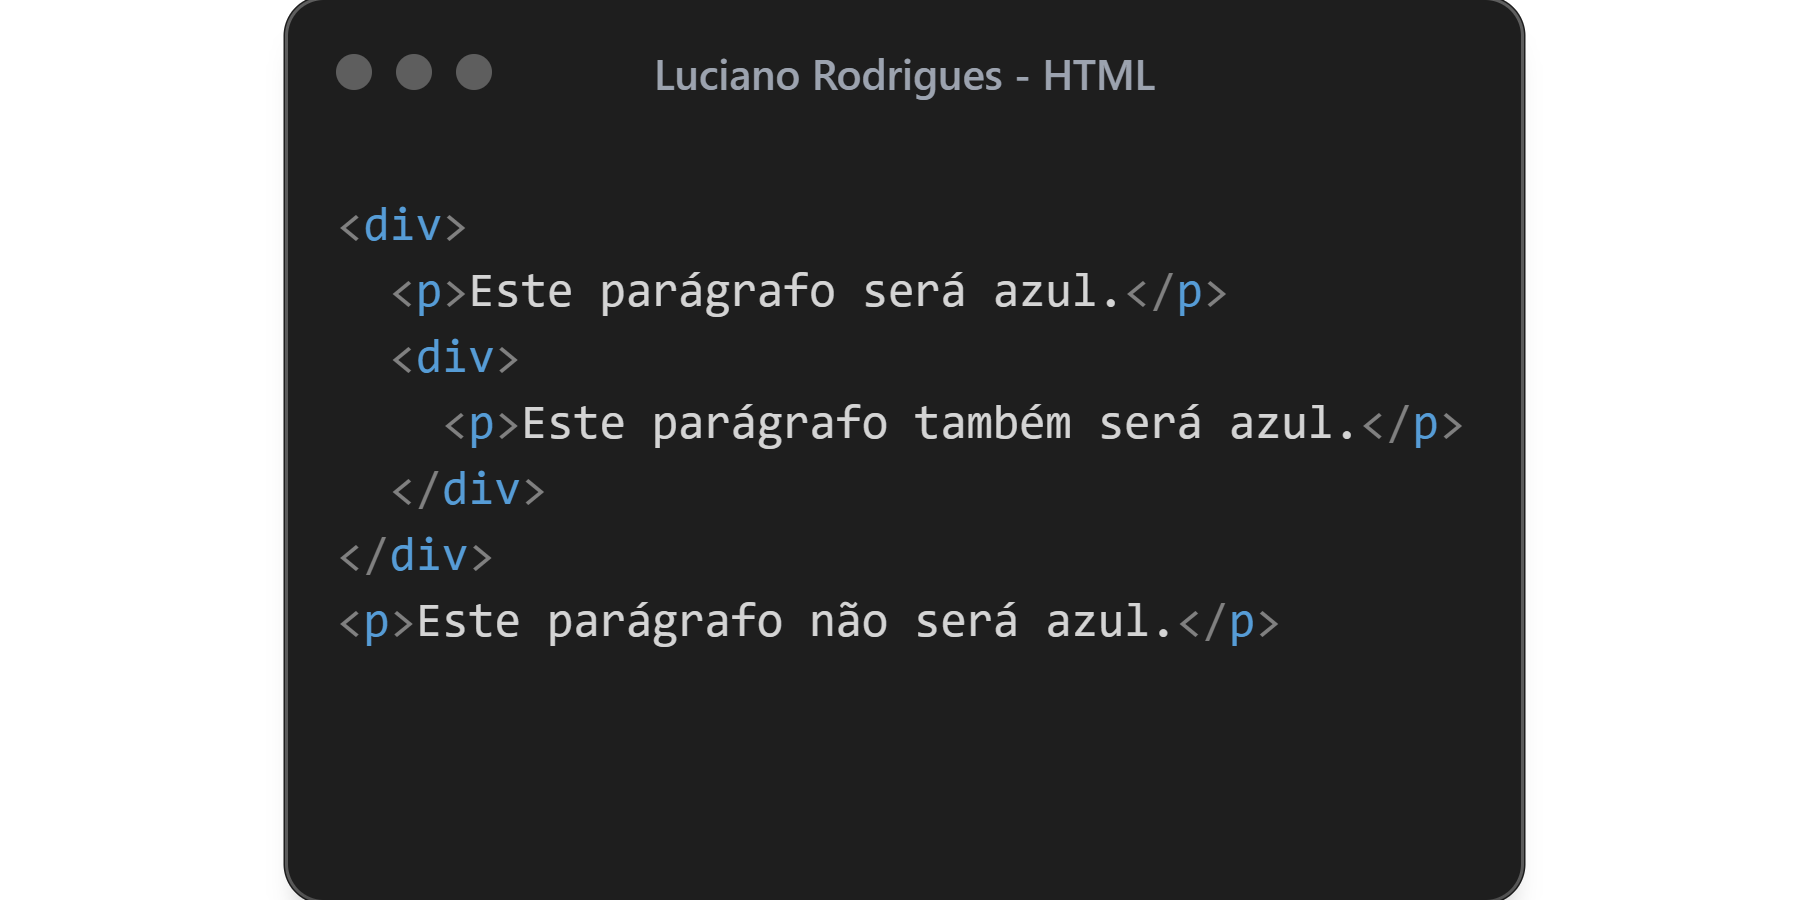 Luciano Rodrigues - HTML
<div>
  <p>Este parágrafo será azul.</p>
  <div>
    <p>Este parágrafo também será azul.</p>
  </div>
</div>
<p>Este parágrafo não será azul.</p>